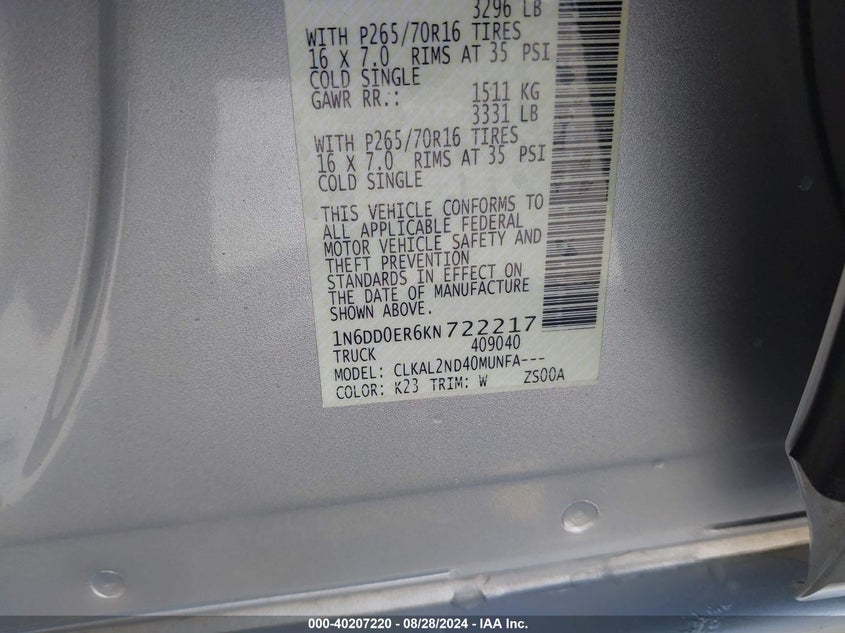 3296 LB
WITH P265/70R16 TIRES
16 X 7.0 RIMS AT 35 PSI
COLD SINGLE
GAWR RR.: 1511 KG
3331 LB
WITH P265/70R16 TIRES
16 X 7.0 RIMS AT 35 PSI
COLD SINGLE
THIS VEHICLE CONFORMS TO
ALL APPLICABLE FEDERAL
MOTOR VEHICLE SAFETY AND
THEFT PREVENTION
STANDARDS IN EFFECT ON
THE DATE OF MANUFACTURE
SHOWN ABOVE.
1N6DD0ER6KN722217
TRUCK 409040
MODEL: CLKAL2ND40MUNFA---
COLOR: K23 TRIM: W ZS00A
000-40207220 - 08/28/2024 - IAA Inc.